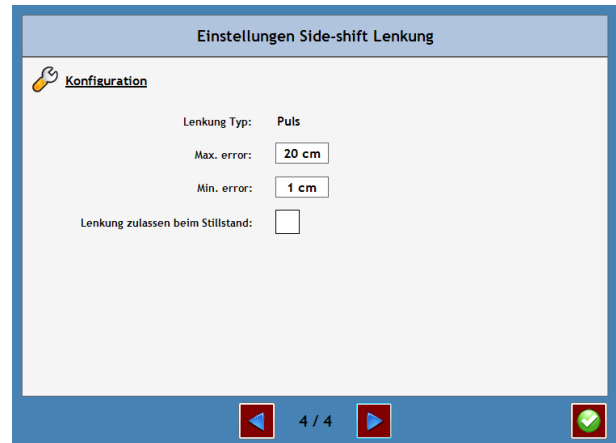 Einstellungen Side-shift Lenkung
Konfiguration
Lenkung Typ: Puls
Max. error: 20 cm
Min. error: 1 cm
Lenkung zulassen beim Stillstand:
4 / 4